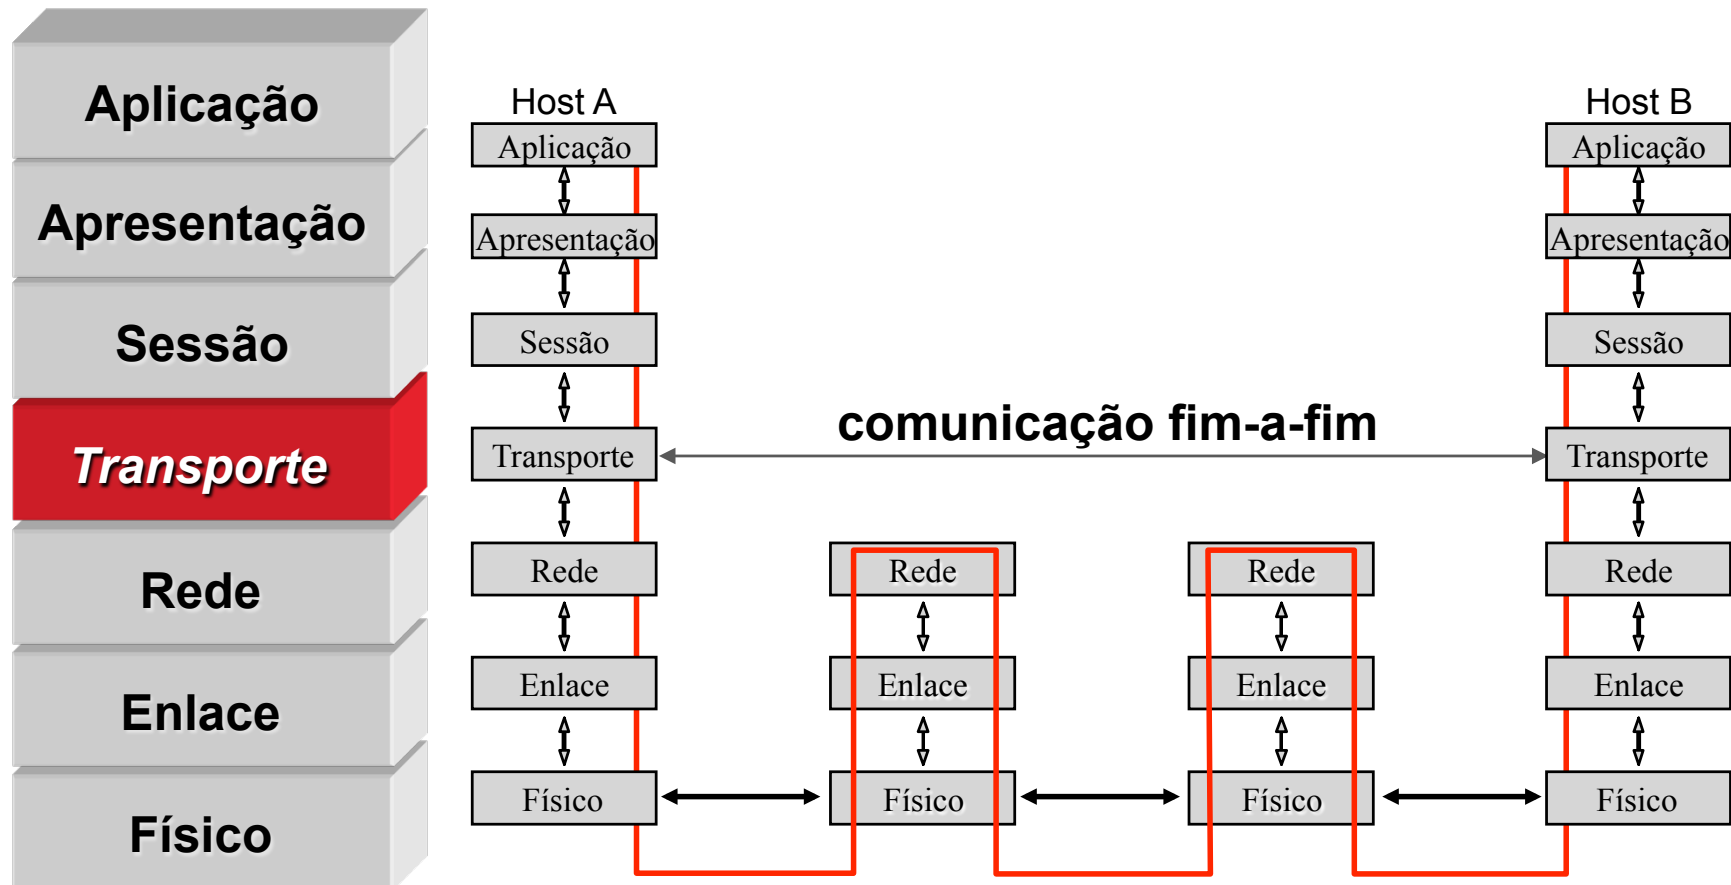 Aplicação
Apresentação
Sessão
Transporte
Rede
Enlace
Físico
Host A
Aplicação
Apresentação
Sessão
Transporte
Rede
Enlace
Físico
comunicação fim-a-fim
Rede
Enlace
Físico
Rede
Enlace
Físico
Host B
Aplicação
Apresentação
Sessão
Transporte
Rede
Enlace
Físico